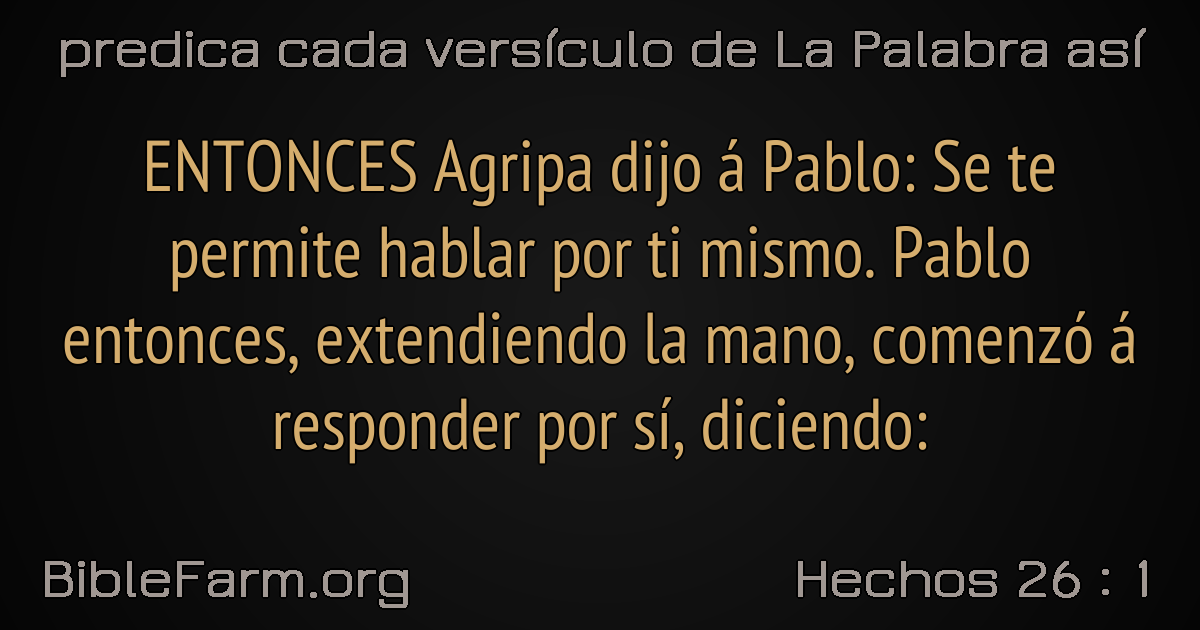 predica cada versículo de La Palabra así
ENTONCES Agripa dijo á Pablo: Se te
permite hablar por ti mismo. Pablo
entonces, extendiendo la mano, comenzó á
responder por sí, diciendo:
BibleFarm.org
Hechos 26 : 1